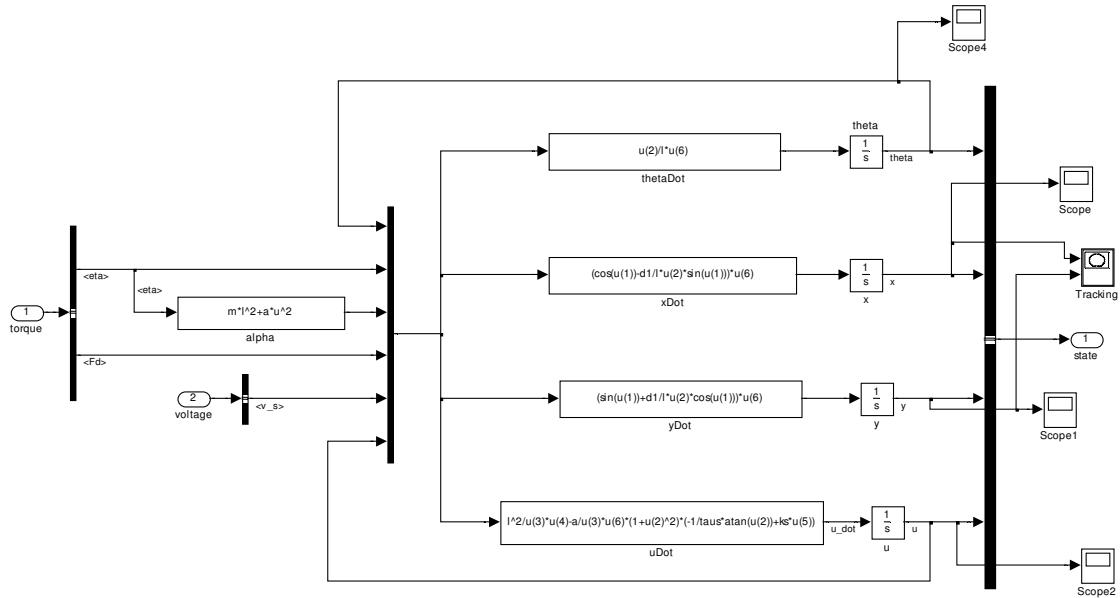 Scope4
theta
u(2)/l*u(6)
1
s
theta
thetaDot
Scope
<eta>
<eta>
(cos(u(1))-d1/l*u(2)*sin(u(1)))*u(6)
1
s
x
xDot
x
Tracking
1
torque
m*l^2+a*u^2
alpha
1
state
<Fd>
2
voltage
<v_s>
(sin(u(1))+d1/l*u(2)*cos(u(1)))*u(6)
1
s
y
yDot
y
Scope1
l^2/u(3)*u(4)-a/u(3)*u(6)*(1+u(2)^2)*(-1/taus*atan(u(2))+ks*u(5))
u_dot
1
s
u
uDot
u
Scope2